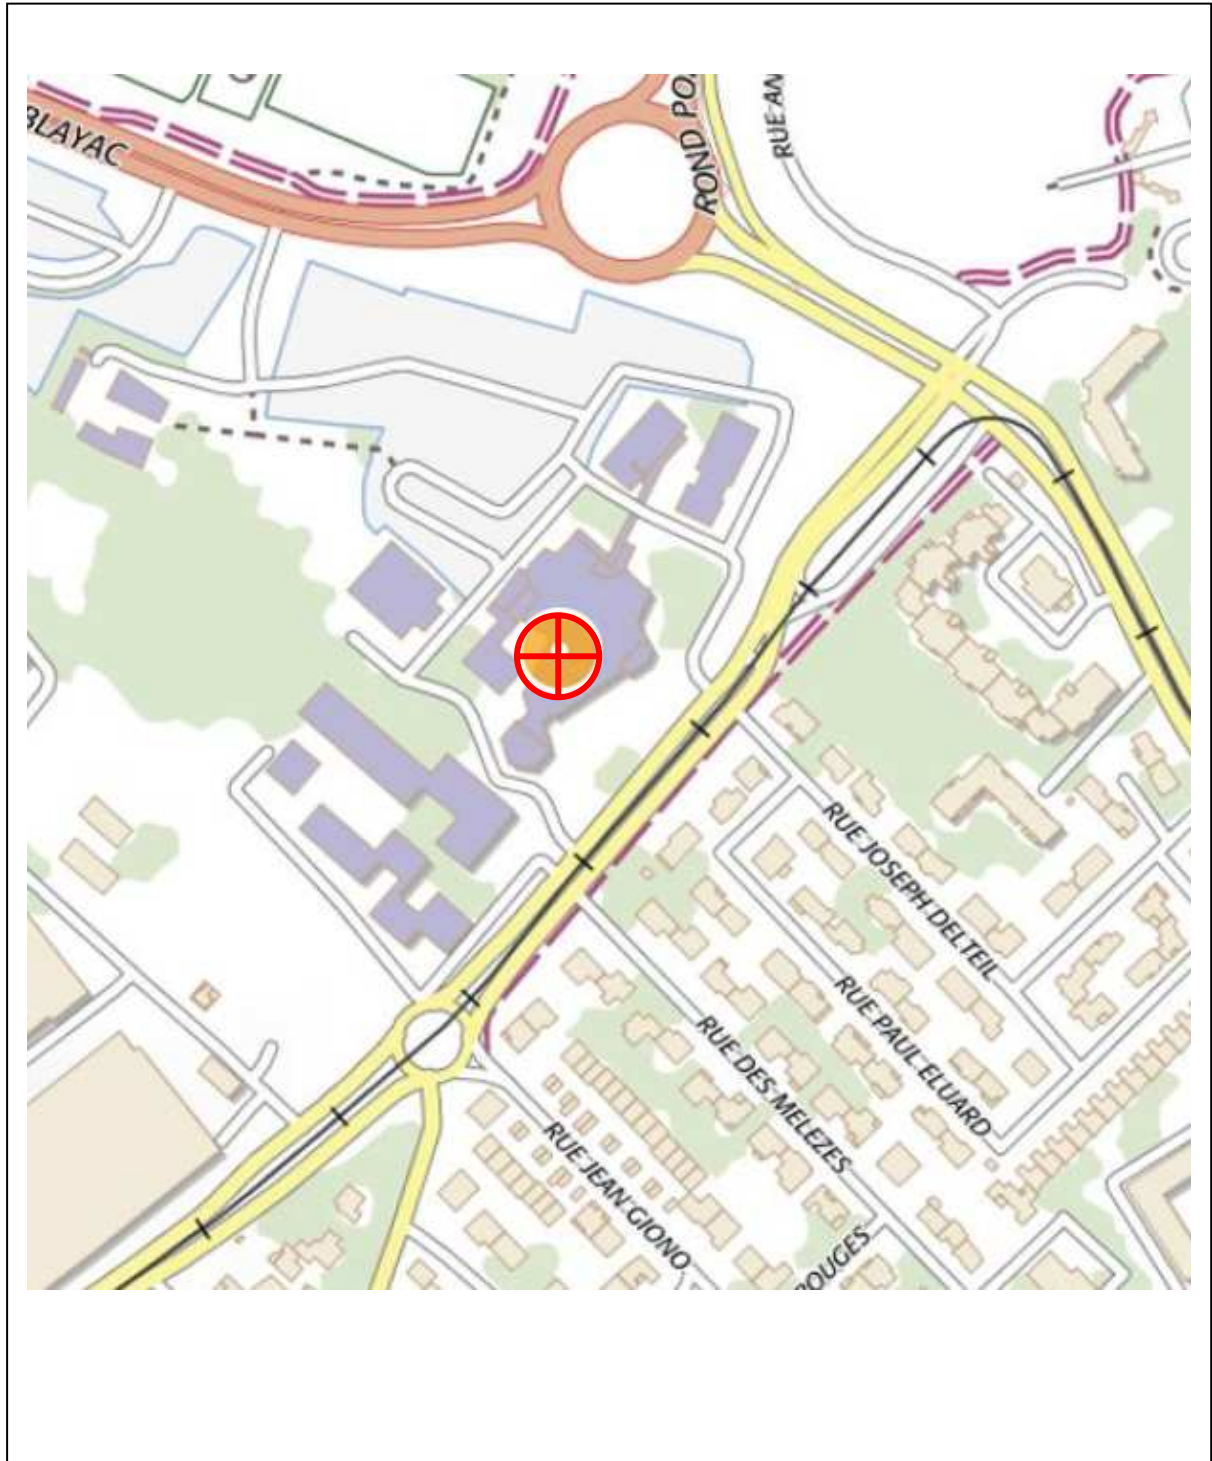 BLAYAC
ROND PO
RUE AN
RUE JOSEPH DELTEIL
RUE PAUL ELUARD
RUE DES MELEZES
RUE JEAN GIONO
ROUGES